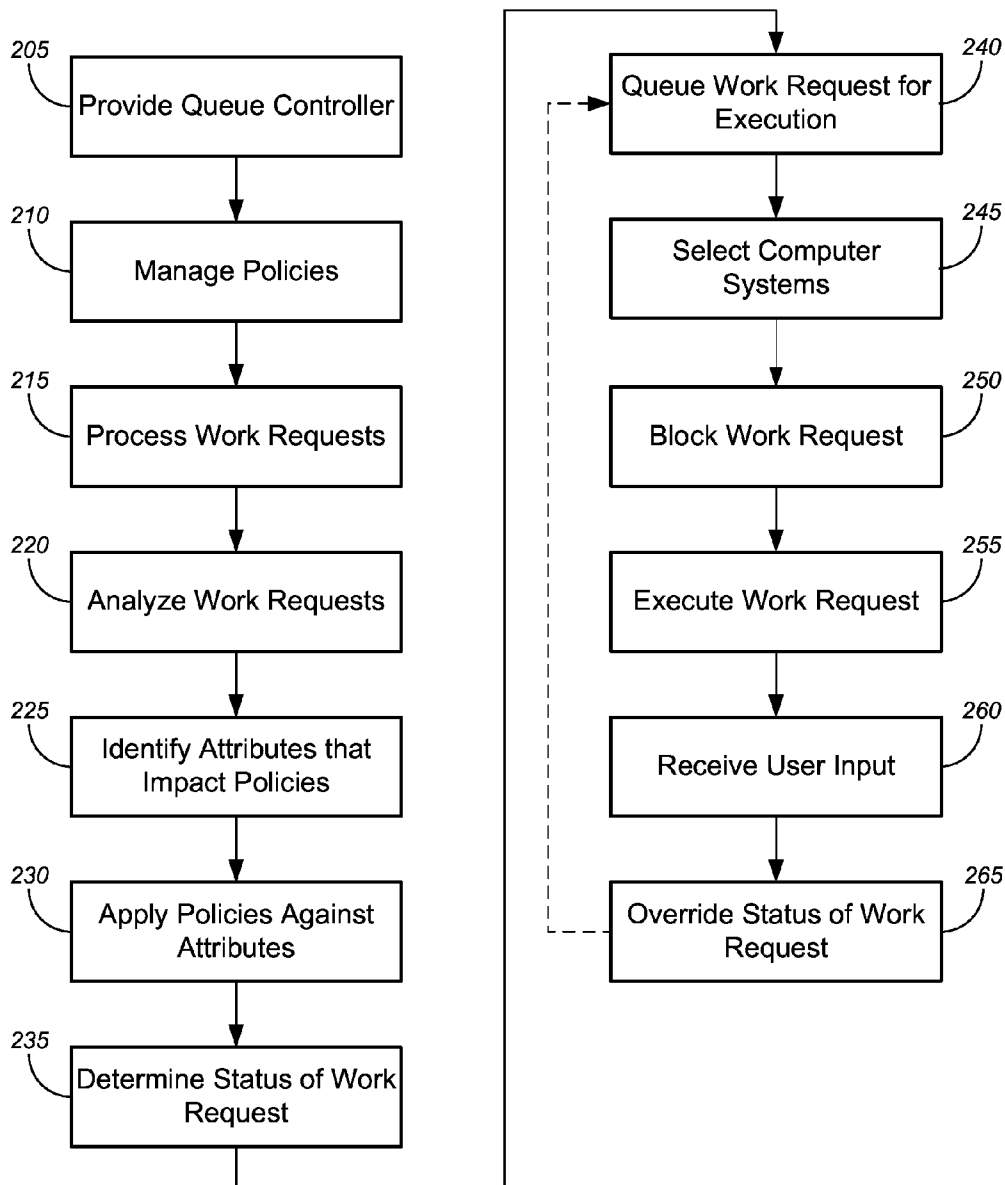 205
Provide Queue Controller
210
Manage Policies
215
Process Work Requests
220
Analyze Work Requests
225
Identify Attributes that
Impact Policies
230
Apply Policies Against
Attributes
235
Determine Status of Work
Request
240
Queue Work Request for
Execution
245
Select Computer
Systems
250
Block Work Request
255
Execute Work Request
260
Receive User Input
265
Override Status of Work
Request